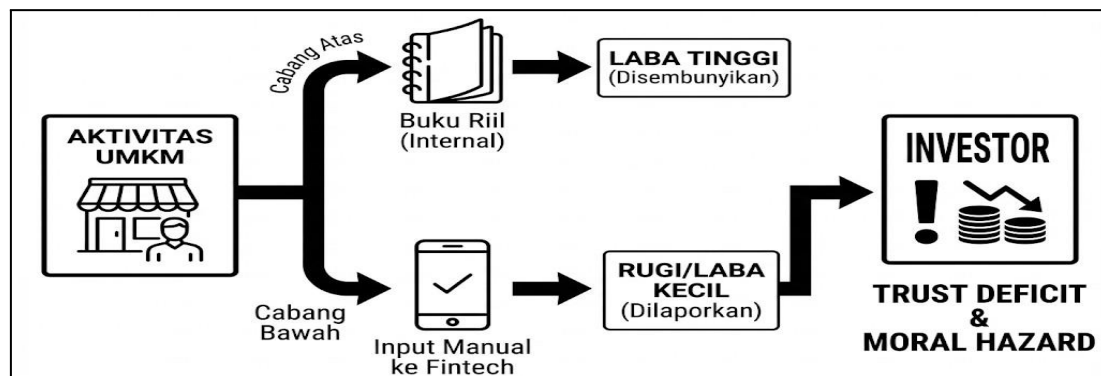 AKTIVITAS
UMKM
Cabang Atas
Buku Riil
(Internal)
LABA TINGGI
(Disembunyikan)
Cabang
Bawah
Input Manual
ke Fintech
RUGI/LABA
KECIL
(Dilaporkan)
INVESTOR
!
TRUST DEFICIT
&
MORAL HAZARD